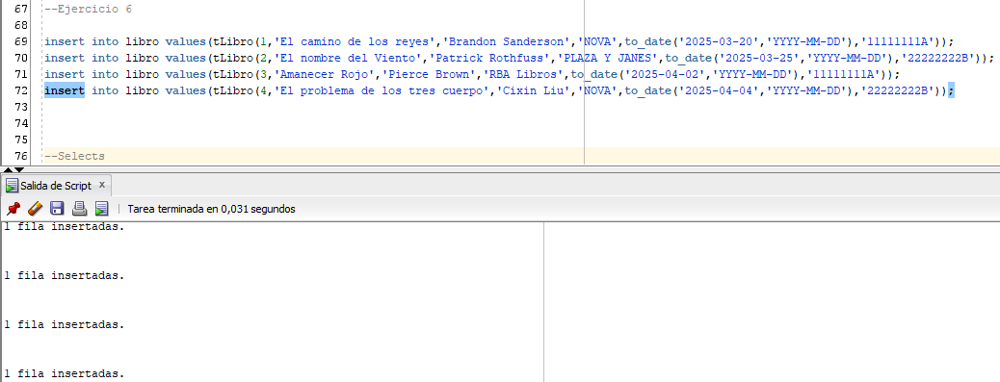 67 --Ejercicio 6
68
69 insert into libro values(tLibro(1,'El camino de los reyes','Brandon Sanderson','NOVA',to_date('2025-03-20','YYYY-MM-DD'),'11111111A'));
70 insert into libro values(tLibro(2,'El nombre del Viento','Patrick Rothfuss','PLAZA Y JANES',to_date('2025-03-25','YYYY-MM-DD'),'22222222B'));
71 insert into libro values(tLibro(3,'Amanecer Rojo','Pierce Brown','RBA Libros',to_date('2025-04-02','YYYY-MM-DD'),'11111111A'));
72 insert into libro values(tLibro(4,'El problema de los tres cuerpo','Cixin Liu','NOVA',to_date('2025-04-04','YYYY-MM-DD'),'22222222B'));
73
74
75
76 --Selects
Salida de Script x
Tarea terminada en 0,031 segundos
1 fila insertadas.
1 fila insertadas.
1 fila insertadas.
1 fila insertadas.